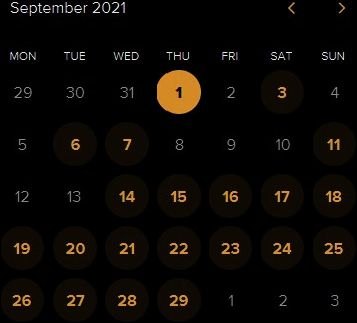 September 2021
MON TUE WED THU FRI SAT SUN
29 30 31 1 2 3 4
5 6 7 8 9 10 11
12 13 14 15 16 17 18
19 20 21 22 23 24 25
26 27 28 29 1 2 3